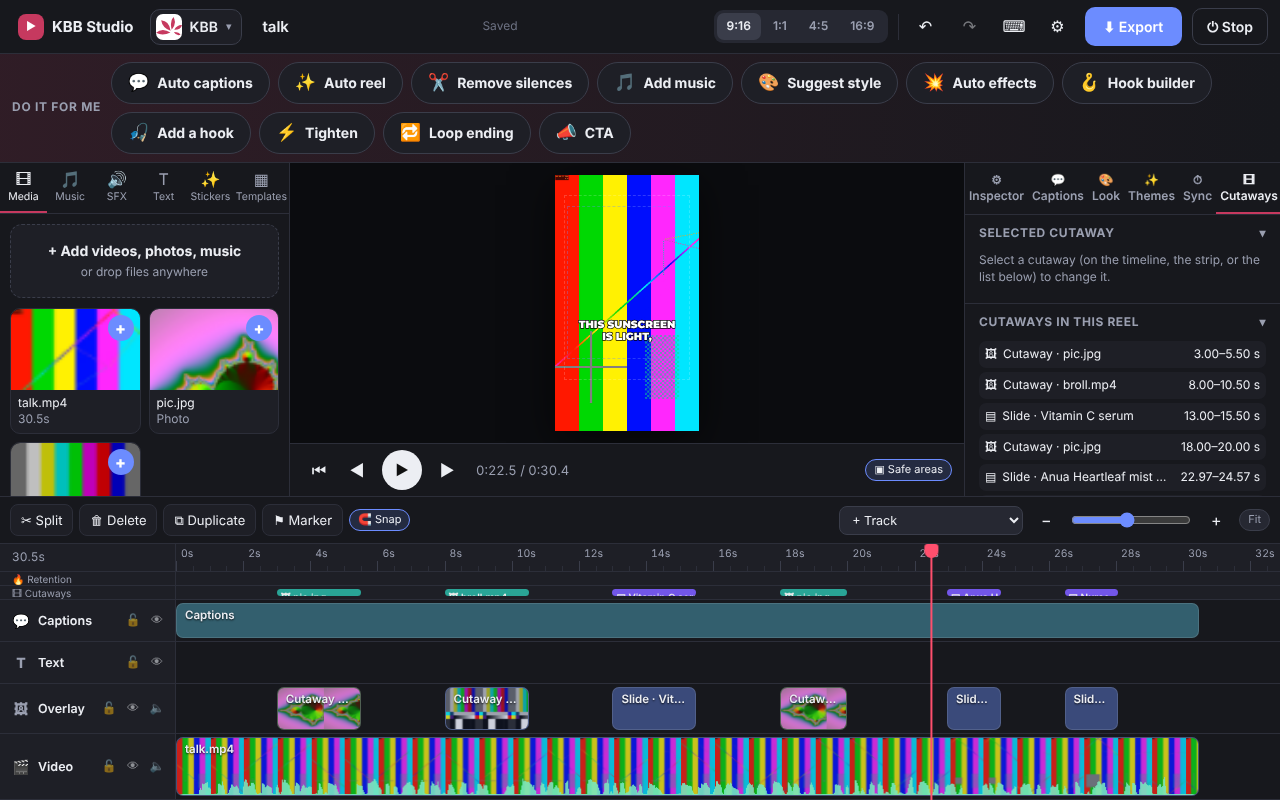 KBB Studio
KBB
talk
Saved
9:16 1:1 4:5 16:9
Export
Stop
DO IT FOR ME
Auto captions
Auto reel
Remove silences
Add music
Suggest style
Auto effects
Hook builder
Add a hook
Tighten
Loop ending
CTA
Media Music SFX Text Stickers Templates
+ Add videos, photos, music
or drop files anywhere
talk.mp4
30.5s
pic.jpg
Photo
THIS SUNSCREEN
IS LIGHT,
0:22.5 / 0:30.4
Safe areas
Inspector Captions Look Themes Sync Cutaways
SELECTED CUTAWAY
Select a cutaway (on the timeline, the strip, or the
list below) to change it.
CUTAWAYS IN THIS REEL
Cutaway · pic.jpg 3.00–5.50 s
Cutaway · broll.mp4 8.00–10.50 s
Slide · Vitamin C serum 13.00–15.50 s
Cutaway · pic.jpg 18.00–20.00 s
Slide · Anua Heartleaf mist ... 22.97–24.57 s
Split
Delete
Duplicate
Marker
Snap
+ Track
− + Fit
30.5s
0s 2s 4s 6s 8s 10s 12s 14s 16s 18s 20s 24s 26s 28s 30s 32s
Retention
Cutaways
Captions
Captions
Text
Overlay
Cutaway ...
Cutaway ...
Slide · Vit...
Cutaw...
Slid...
Slid...
Video
talk.mp4